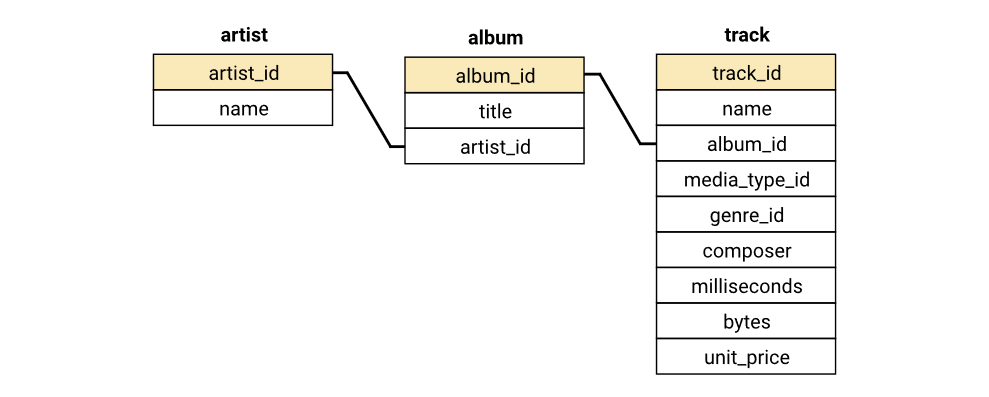 artist
artist_id
name
album
album_id
title
artist_id
track
track_id
name
album_id
media_type_id
genre_id
composer
milliseconds
bytes
unit_price